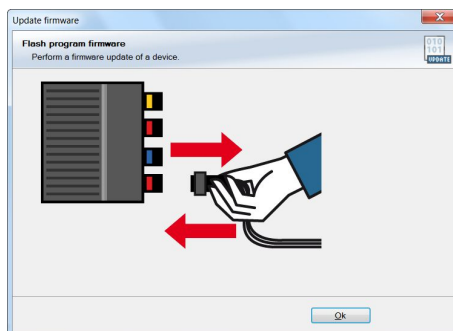 Update firmware
Flash program firmware
Perform a firmware update of a device.
010
101
UPDATE
Ok